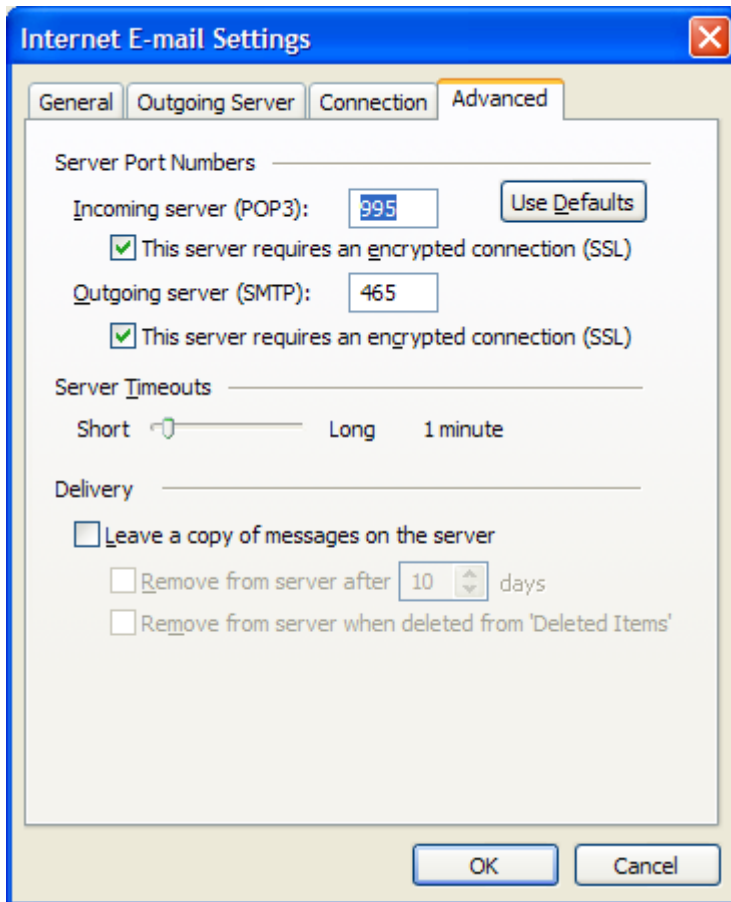 Internet E-mail Settings
General Outgoing Server Connection Advanced
Server Port Numbers
Incoming server (POP3): 995 Use Defaults
This server requires an encrypted connection (SSL)
Outgoing server (SMTP): 465
This server requires an encrypted connection (SSL)
Server Timeouts
Short Long 1 minute
Delivery
Leave a copy of messages on the server
Remove from server after 10 days
Remove from server when deleted from 'Deleted Items'
OK Cancel